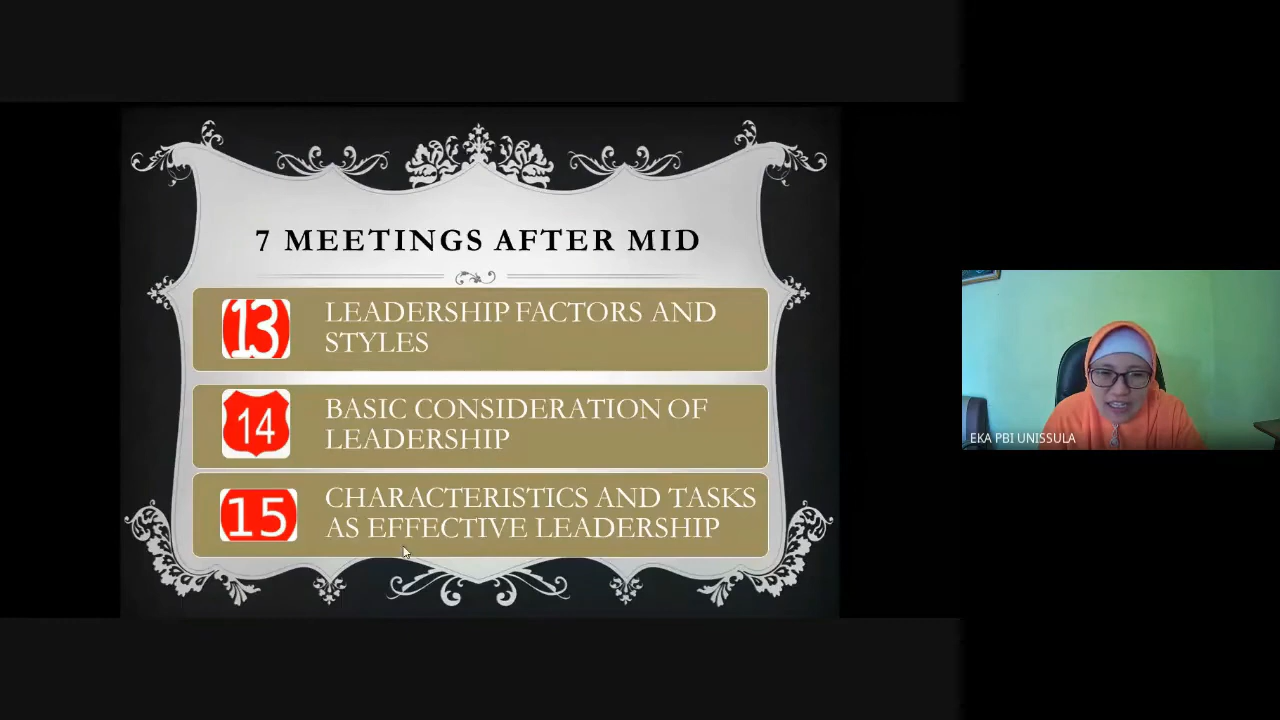 7 MEETINGS AFTER MID
13
LEADERSHIP FACTORS AND
STYLES
14
BASIC CONSIDERATION OF
LEADERSHIP
15
CHARACTERISTICS AND TASKS
AS EFFECTIVE LEADERSHIP
EKA PBI UNISSULA